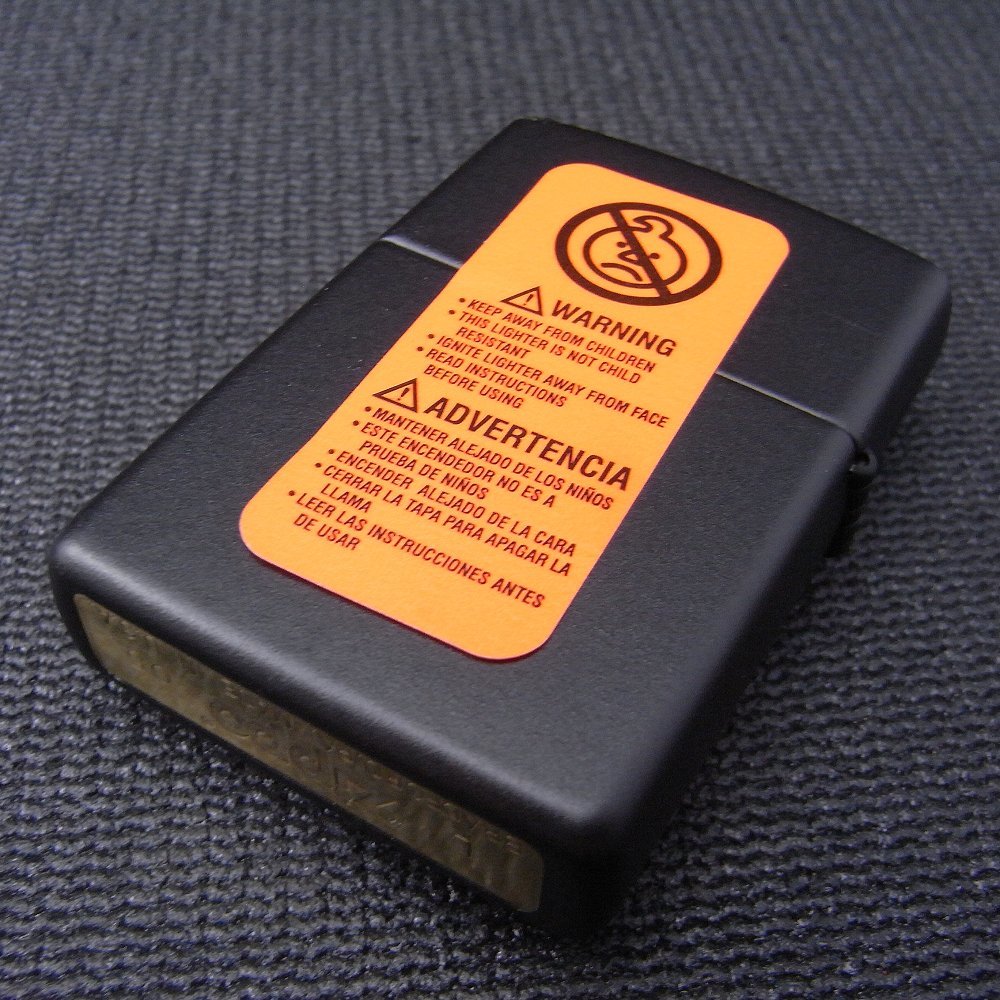 WARNING
• KEEP AWAY FROM CHILDREN
• THIS LIGHTER IS NOT CHILD
RESISTANT
• IGNITE LIGHTER AWAY FROM FACE
• READ INSTRUCTIONS
BEFORE USING
ADVERTENCIA
• MANTENER ALEJADO DE LOS NIÑOS
• ESTE ENCENDEDOR NO ES A
PRUEBA DE NIÑOS
• ENCENDER ALEJADO DE LA CARA
• CERRAR LA TAPA PARA APAGAR LA
LLAMA
• LEER LAS INSTRUCCIONES ANTES
DE USAR